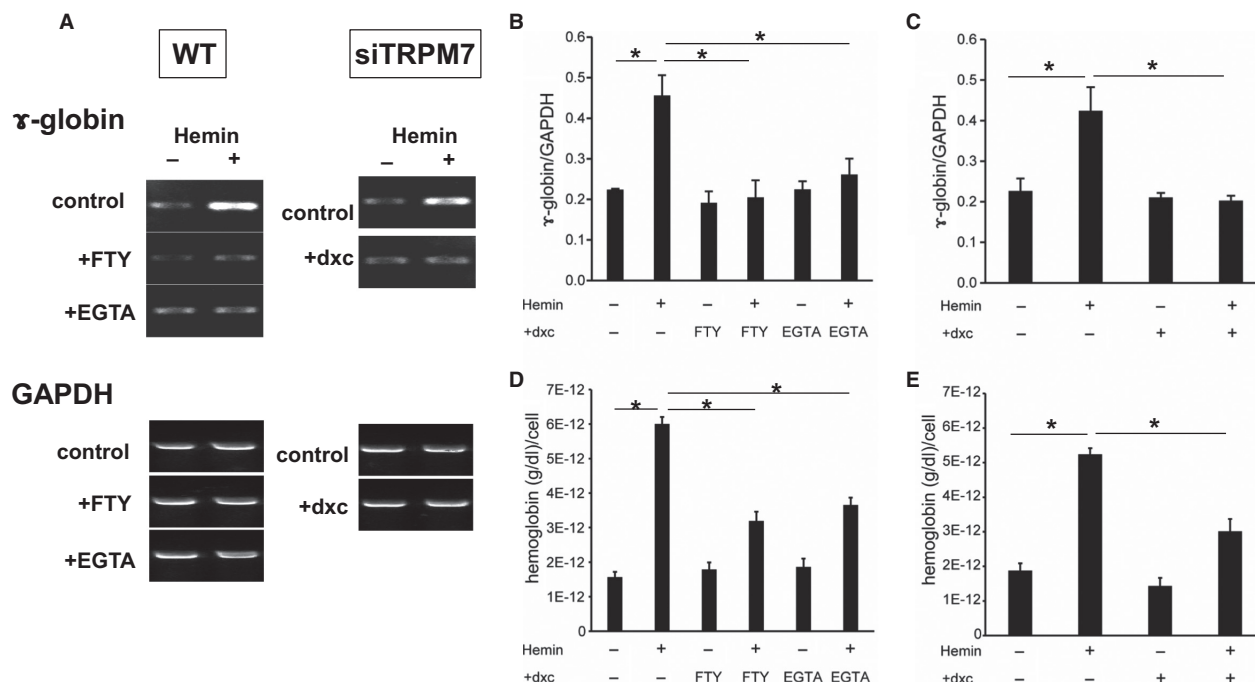 A
WT
siTRPM7
ɤ-globin
Hemin
– +
control
+FTY
+EGTA
Hemin
– +
control
+dxc
GAPDH
control
+FTY
+EGTA
control
+dxc
B
ɤ-globin/GAPDH
0.6
0.5
0.4
0.3
0.2
0.1
0.0
* * *
Hemin – + – + – +
+dxc – – FTY FTY EGTA EGTA
C
ɤ-globin/GAPDH
0.6
0.5
0.4
0.3
0.2
0.1
0.0
* *
Hemin – + – +
+dxc – – + +
D
hemoglobin (g/dl)/cell
7E-12
6E-12
5E-12
4E-12
3E-12
2E-12
1E-12
0
* * *
Hemin – + – + – +
+dxc – – FTY FTY EGTA EGTA
E
hemoglobin (g/dl)/cell
7E-12
6E-12
5E-12
4E-12
3E-12
2E-12
1E-12
0
* *
Hemin – + – +
+dxc – – + +